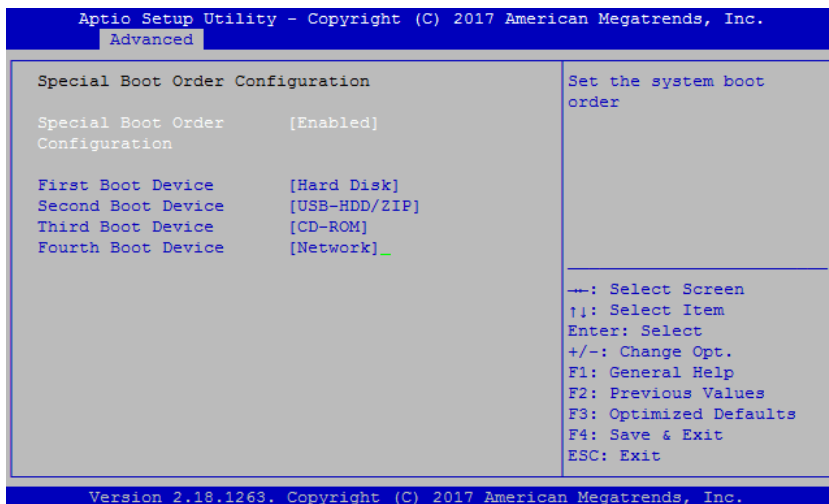 Aptio Setup Utility – Copyright (C) 2017 American Megatrends, Inc.
Advanced
Special Boot Order Configuration
Special Boot Order [Enabled]
Configuration
First Boot Device [Hard Disk]
Second Boot Device [USB-HDD/ZIP]
Third Boot Device [CD-ROM]
Fourth Boot Device [Network]_
Set the system boot
order
→←: Select Screen
↑↓: Select Item
Enter: Select
+/-: Change Opt.
F1: General Help
F2: Previous Values
F3: Optimized Defaults
F4: Save & Exit
ESC: Exit
Version 2.18.1263. Copyright (C) 2017 American Megatrends, Inc.